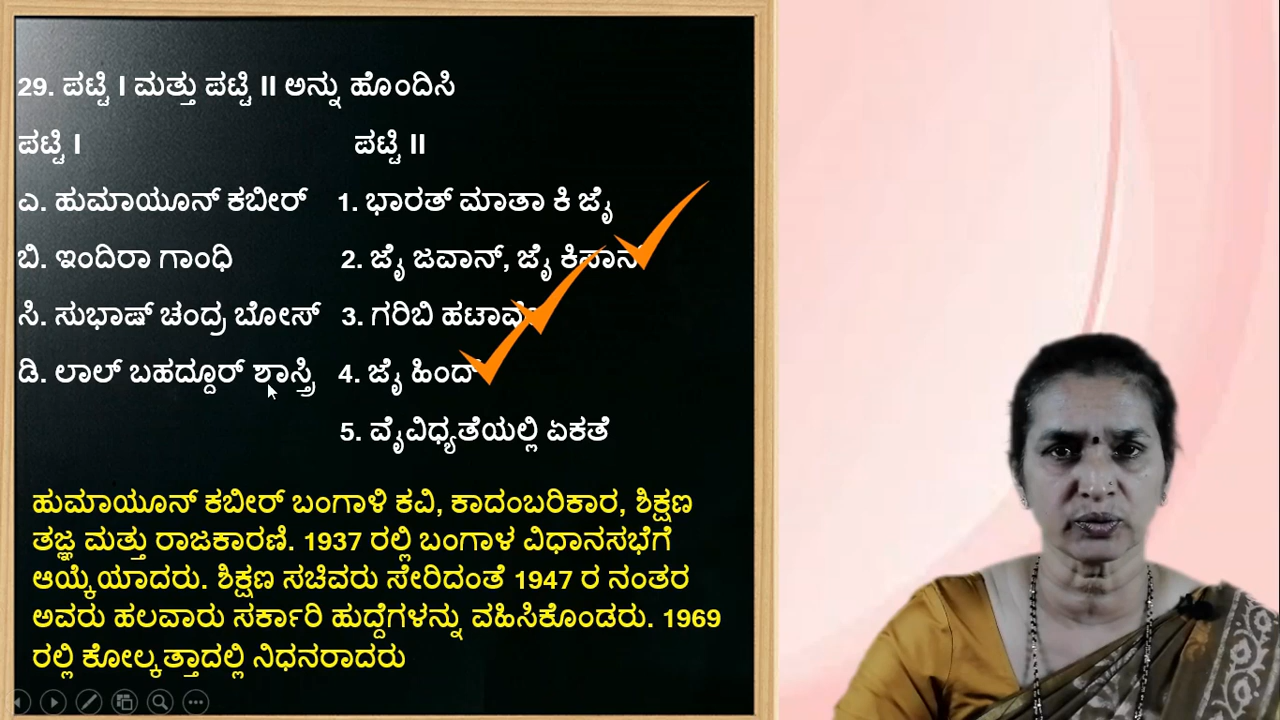 29. ಪಟ್ಟಿ I ಮತ್ತು ಪಟ್ಟಿ II ಅನ್ನು ಹೊಂದಿಸಿ
ಪಟ್ಟಿ I ಪಟ್ಟಿ II
ಎ. ಹುಮಾಯೂನ್ ಕಬೀರ್ 1. ಭಾರತ್ ಮಾತಾ ಕಿ ಜೈ
ಬಿ. ಇಂದಿರಾ ಗಾಂಧಿ 2. ಜೈ ಜವಾನ್, ಜೈ ಕಿಸಾನ್
ಸಿ. ಸುಭಾಷ್ ಚಂದ್ರ ಬೋಸ್ 3. ಗರಿಬಿ
ಡಿ. ಲಾಲ್ ಬಹದ್ದೂರ್ ಶಾಸ್ತ್ರಿ 4. ಜೈ ಹಿಂದ್
5. ವೈವಿಧ್ಯತೆಯಲ್ಲಿ ಏಕತೆ
ಹುಮಾಯೂನ್ ಕಬೀರ್ ಬಂಗಾಳಿ ಕವಿ, ಕಾದಂಬರಿಕಾರ, ಶಿಕ್ಷಣ
ತಜ್ಞ ಮತ್ತು ರಾಜಕಾರಣಿ. 1937 ರಲ್ಲಿ ಬಂಗಾಳ ವಿಧಾನಸಭೆಗೆ
ಆಯ್ಕೆಯಾದರು. ಶಿಕ್ಷಣ ಸಚಿವರು ಸೇರಿದಂತೆ 1947 ರ ನಂತರ
ಅವರು ಹಲವಾರು ಸರ್ಕಾರಿ ಹುದ್ದೆಗಳನ್ನು ವಹಿಸಿಕೊಂಡರು. 1969
ರಲ್ಲಿ ಕೋಲ್ಕತ್ತಾದಲ್ಲಿ ನಿಧನರಾದರು